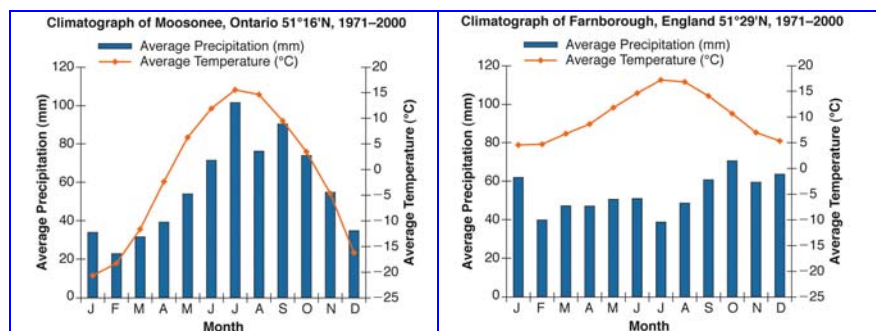 Climatograph of Moosonee, Ontario 51°16'N, 1971–2000
Average Precipitation (mm)
Average Temperature (°C)
120
100
80
60
40
20
0
Average Precipitation (mm)
20
15
10
5
0
−5
−10
−15
−20
−25
Average Temperature (°C)
J F M A M J J A S O N D
Month
Climatograph of Farnborough, England 51°29'N, 1971–2000
Average Precipitation (mm)
Average Temperature (°C)
120
100
80
60
40
20
0
Average Precipitation (mm)
20
15
10
5
0
−5
−10
−15
−20
−25
Average Temperature (°C)
J F M A M J J A S O N D
Month